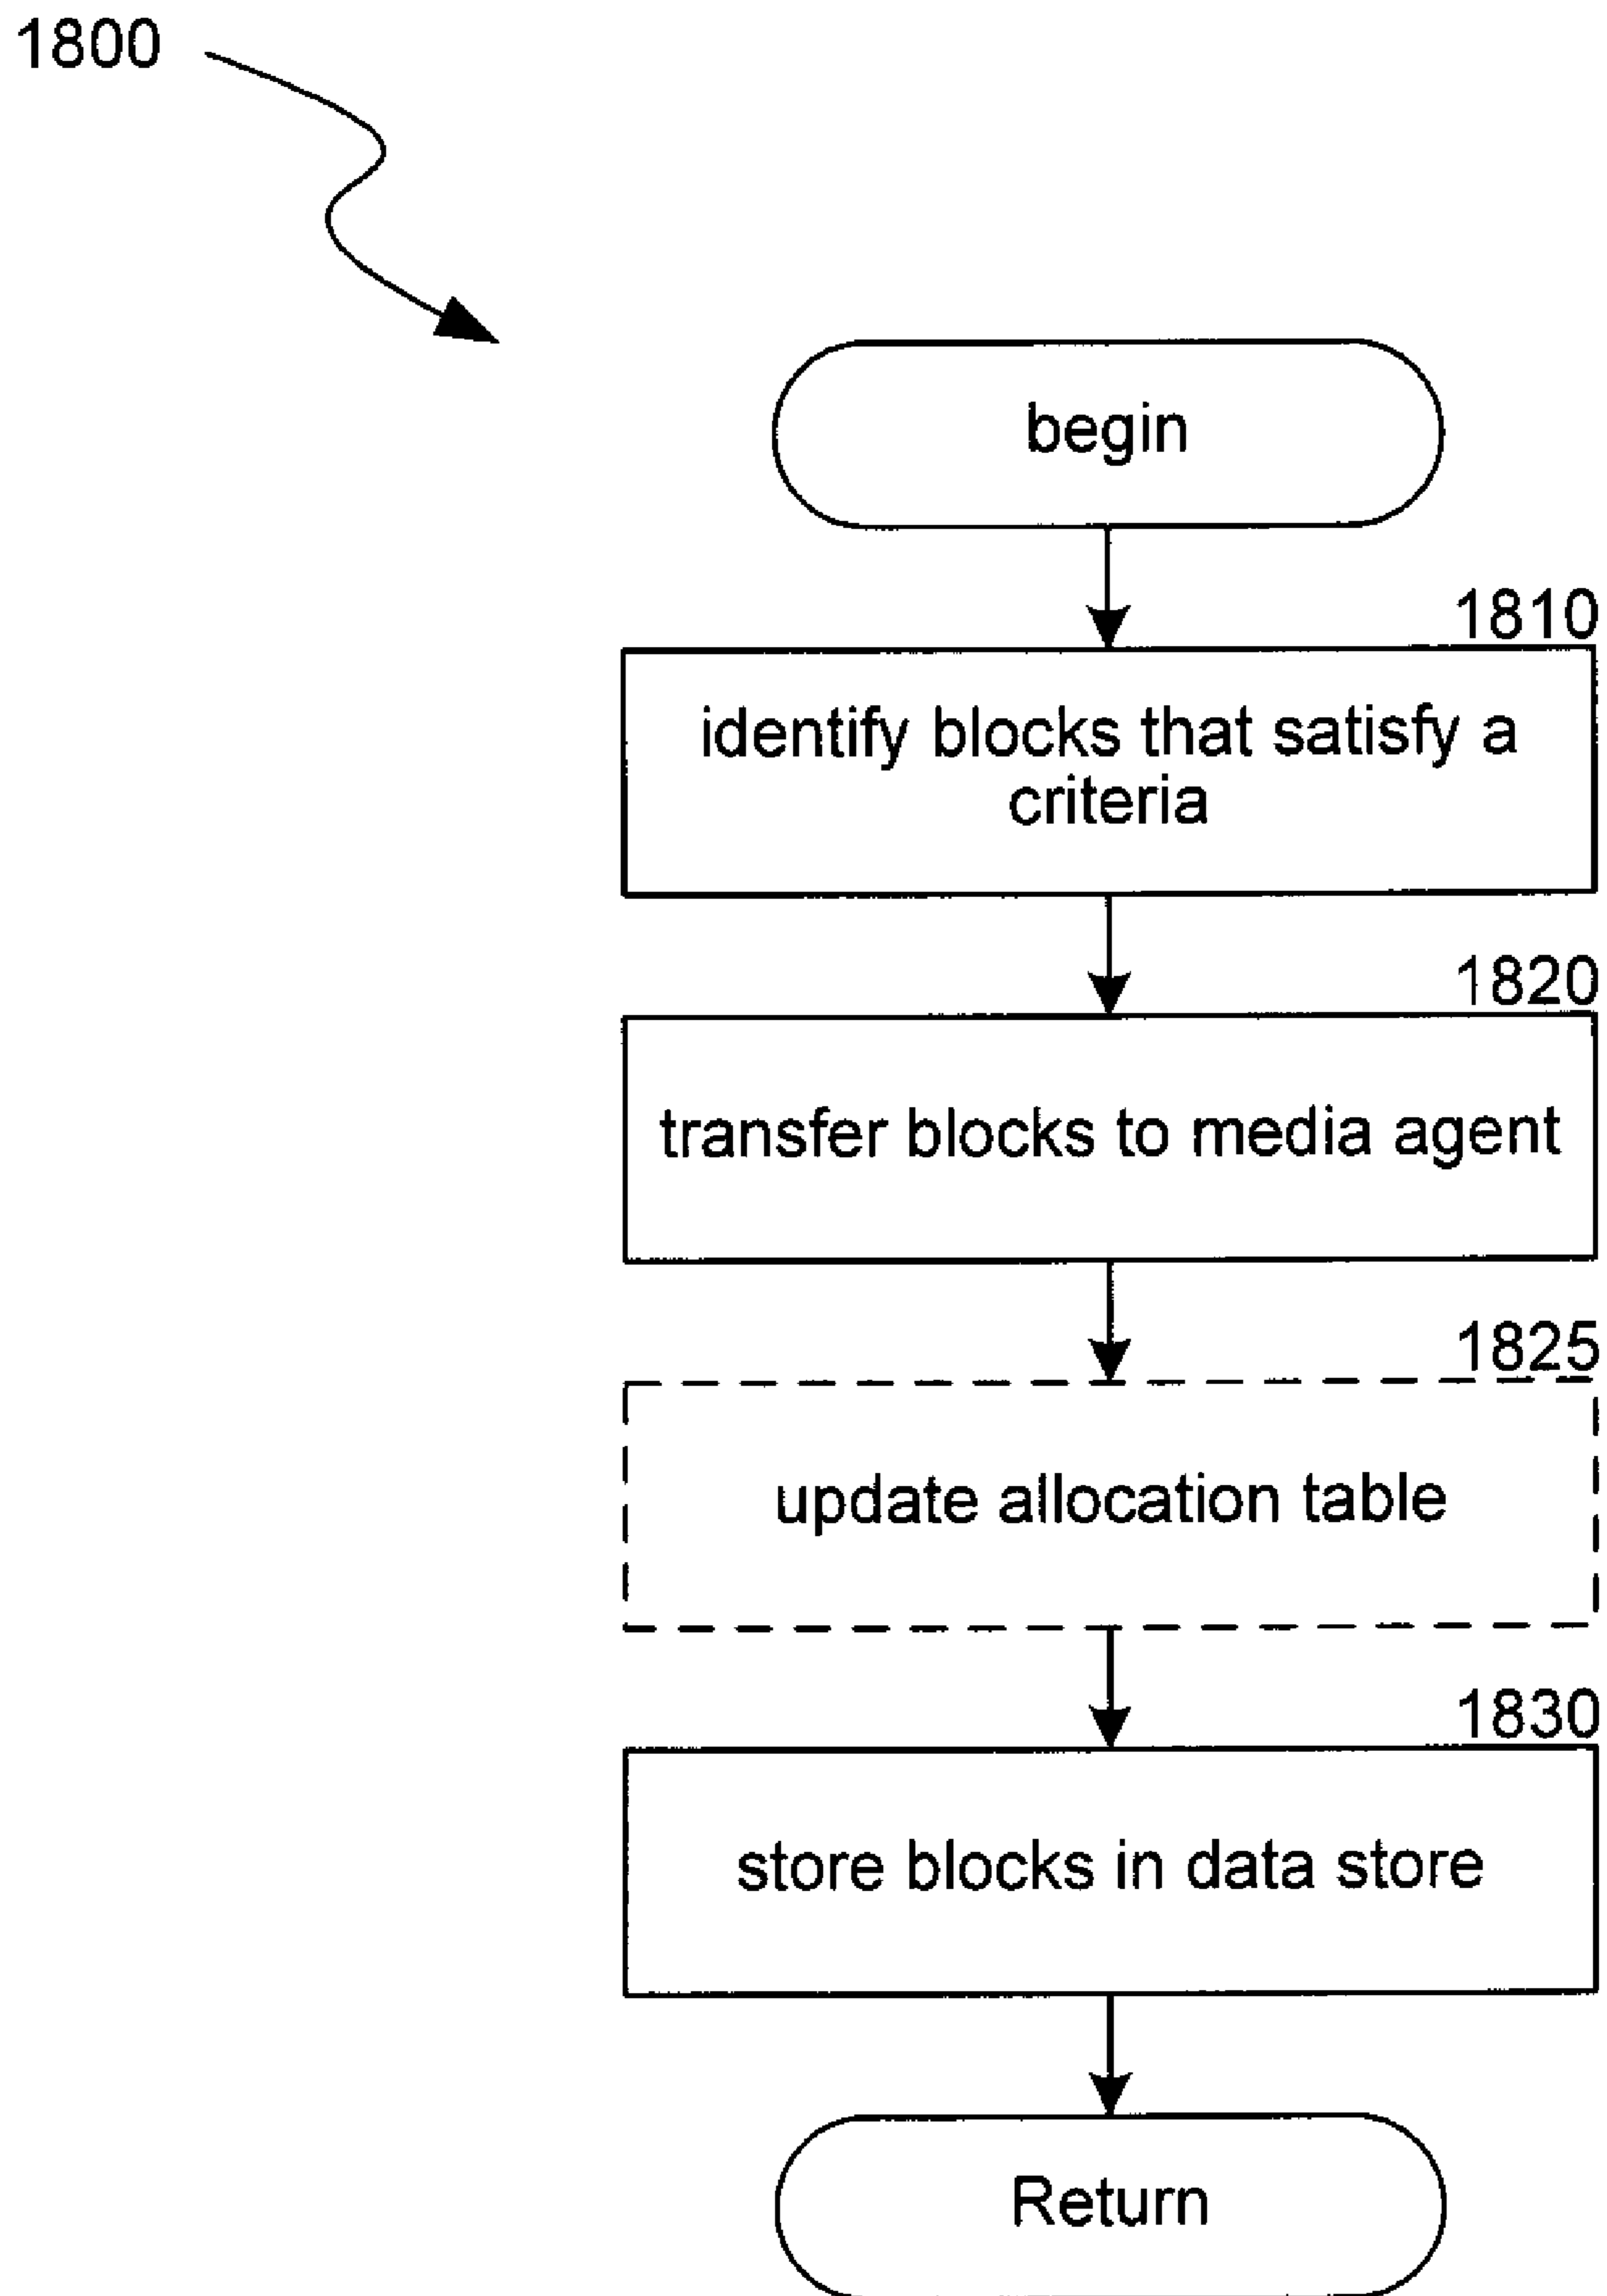 1800
begin
1810
identify blocks that satisfy a
criteria
1820
transfer blocks to media agent
1825
update allocation table
1830
store blocks in data store
Return